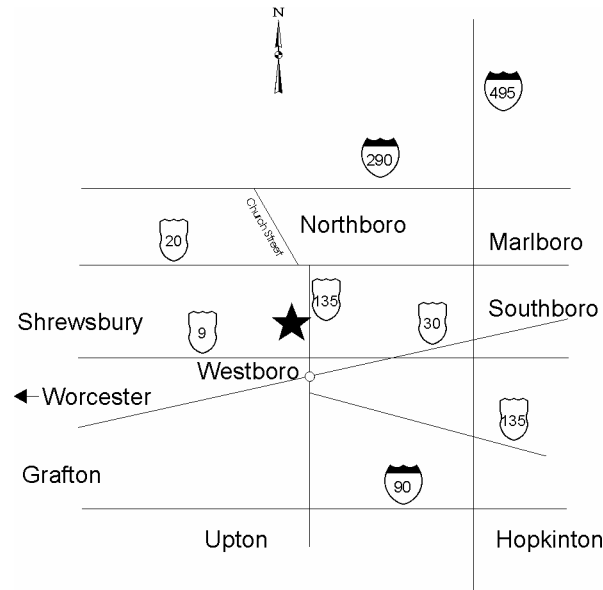 N
495
290
Church Street
Northboro
20
Marlboro
135
Southboro
Shrewsbury
9
30
Westboro
Worcester
135
Grafton
90
Upton
Hopkinton